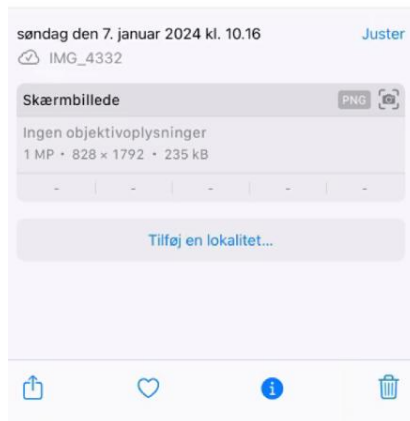 søndag den 7. januar 2024 kl. 10.16 Juster
IMG_4332
Skærmbillede PNG
Ingen objektivoplysninger
1 MP • 828 × 1792 • 235 kB
- - - - -
Tilføj en lokalitet...